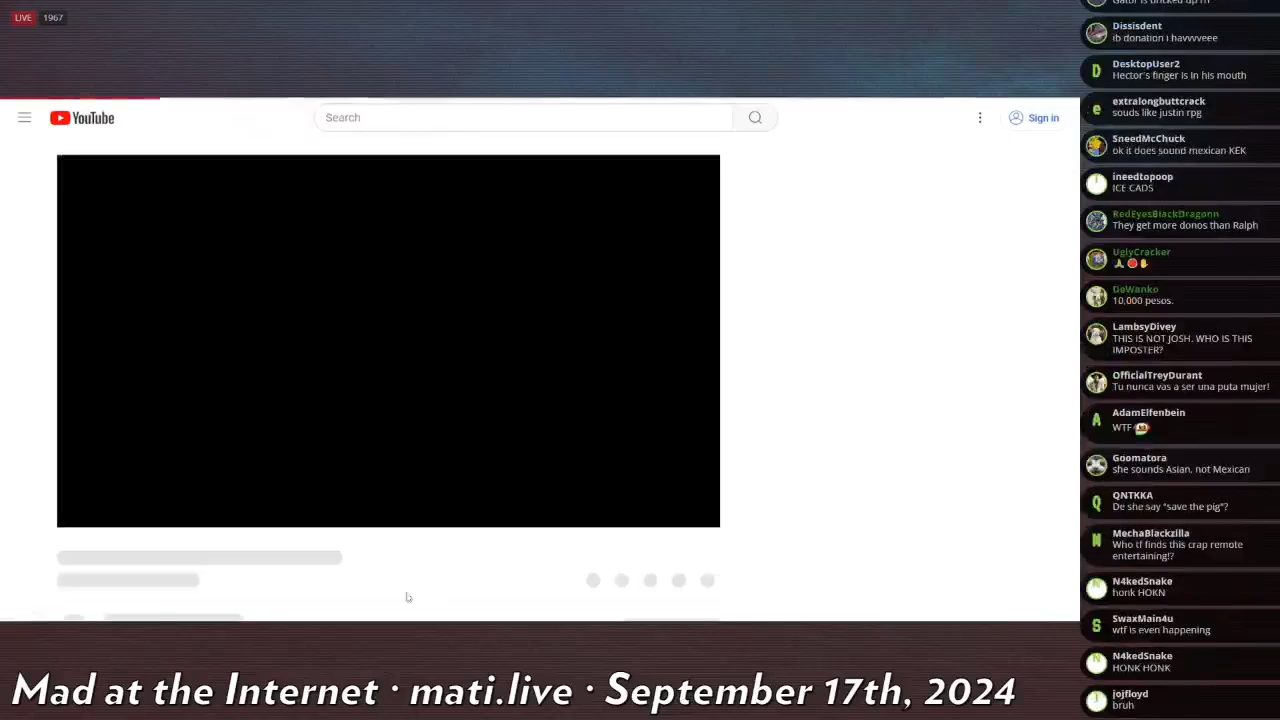 LIVE 1967
YouTube
Search
Sign in
Dissisdent
ib donation i havvvveee
DesktopUser2
Hector's finger is in his mouth
extralongbuttcrack
souds like justin rpg
SneedMcChuck
ok it does sound mexican KEK
ineedtopoop
ICE CADS
RedEyesBlackDragonn
They get more donos than Ralph
UglyCracker
DoWanko
10,000 pesos.
LambsyDivey
THIS IS NOT JOSH. WHO IS THIS
IMPOSTER?
OfficialTreyDurant
Tu nunca vas a ser una puta mujer!
A
AdamElfenbein
WTF
Goomatora
she sounds Asian, not Mexican
Q
QNTKKA
De she say "save the pig"?
MechaBlackzilla
Who tf finds this crap remote
entertaining!?
N4kedSnake
honk HOKN
S
SwaxMain4u
wtf is even happening
N4kedSnake
HONK HONK
jojfloyd
bruh
Mad at the Internet · mati.live · September 17th, 2024